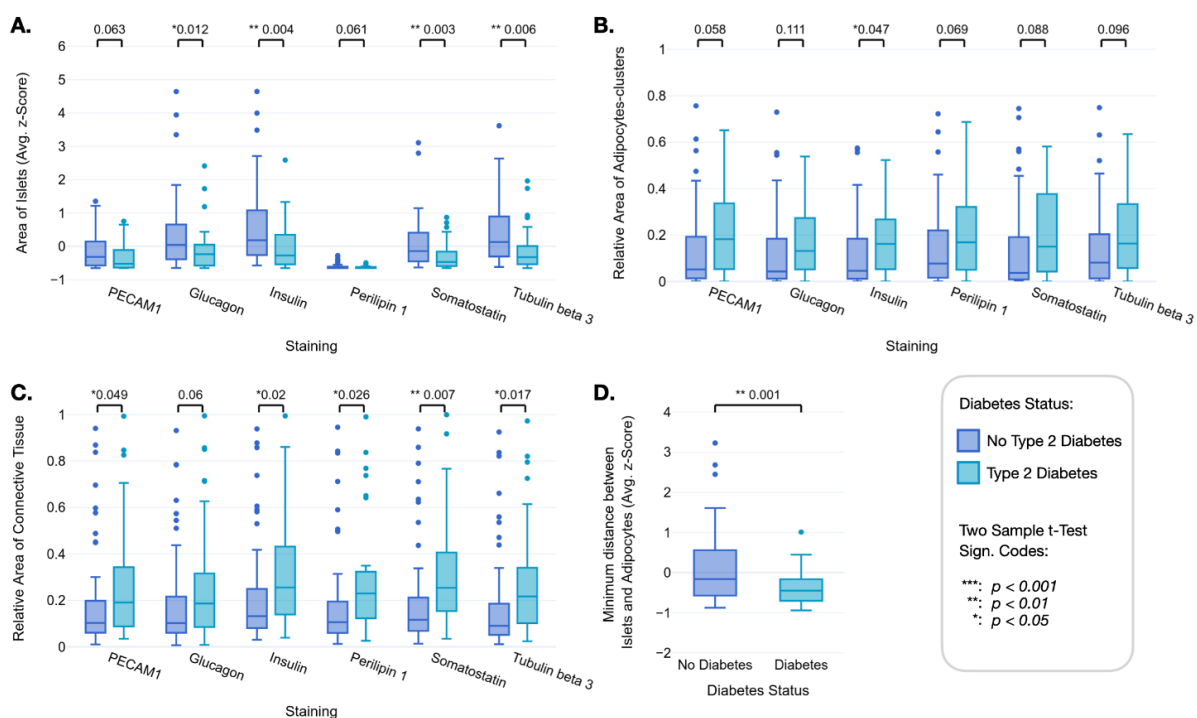 A.
0.063 *0.012 ** 0.004 0.061 ** 0.003 ** 0.006
Area of Islets (Avg. z-Score)
6
5
4
3
2
1
0
−1
PECAM1 Glucagon Insulin Perilipin 1 Somatostatin Tubulin beta 3
Staining
B.
0.058 0.111 *0.047 0.069 0.088 0.096
Relative Area of Adipocytes-clusters
1
0.8
0.6
0.4
0.2
0
PECAM1 Glucagon Insulin Perilipin 1 Somatostatin Tubulin beta 3
Staining
C.
*0.049 0.06 *0.02 *0.026 ** 0.007 *0.017
Relative Area of Connective Tissue
1
0.8
0.6
0.4
0.2
0
PECAM1 Glucagon Insulin Perilipin 1 Somatostatin Tubulin beta 3
Staining
D.
** 0.001
Minimum distance between
Islets and Adipocytes (Avg. z-Score)
4
3
2
1
0
−1
−2
No Diabetes Diabetes
Diabetes Status
Diabetes Status:
No Type 2 Diabetes
Type 2 Diabetes
Two Sample t-Test
Sign. Codes:
***: p < 0.001
**: p < 0.01
*: p < 0.05